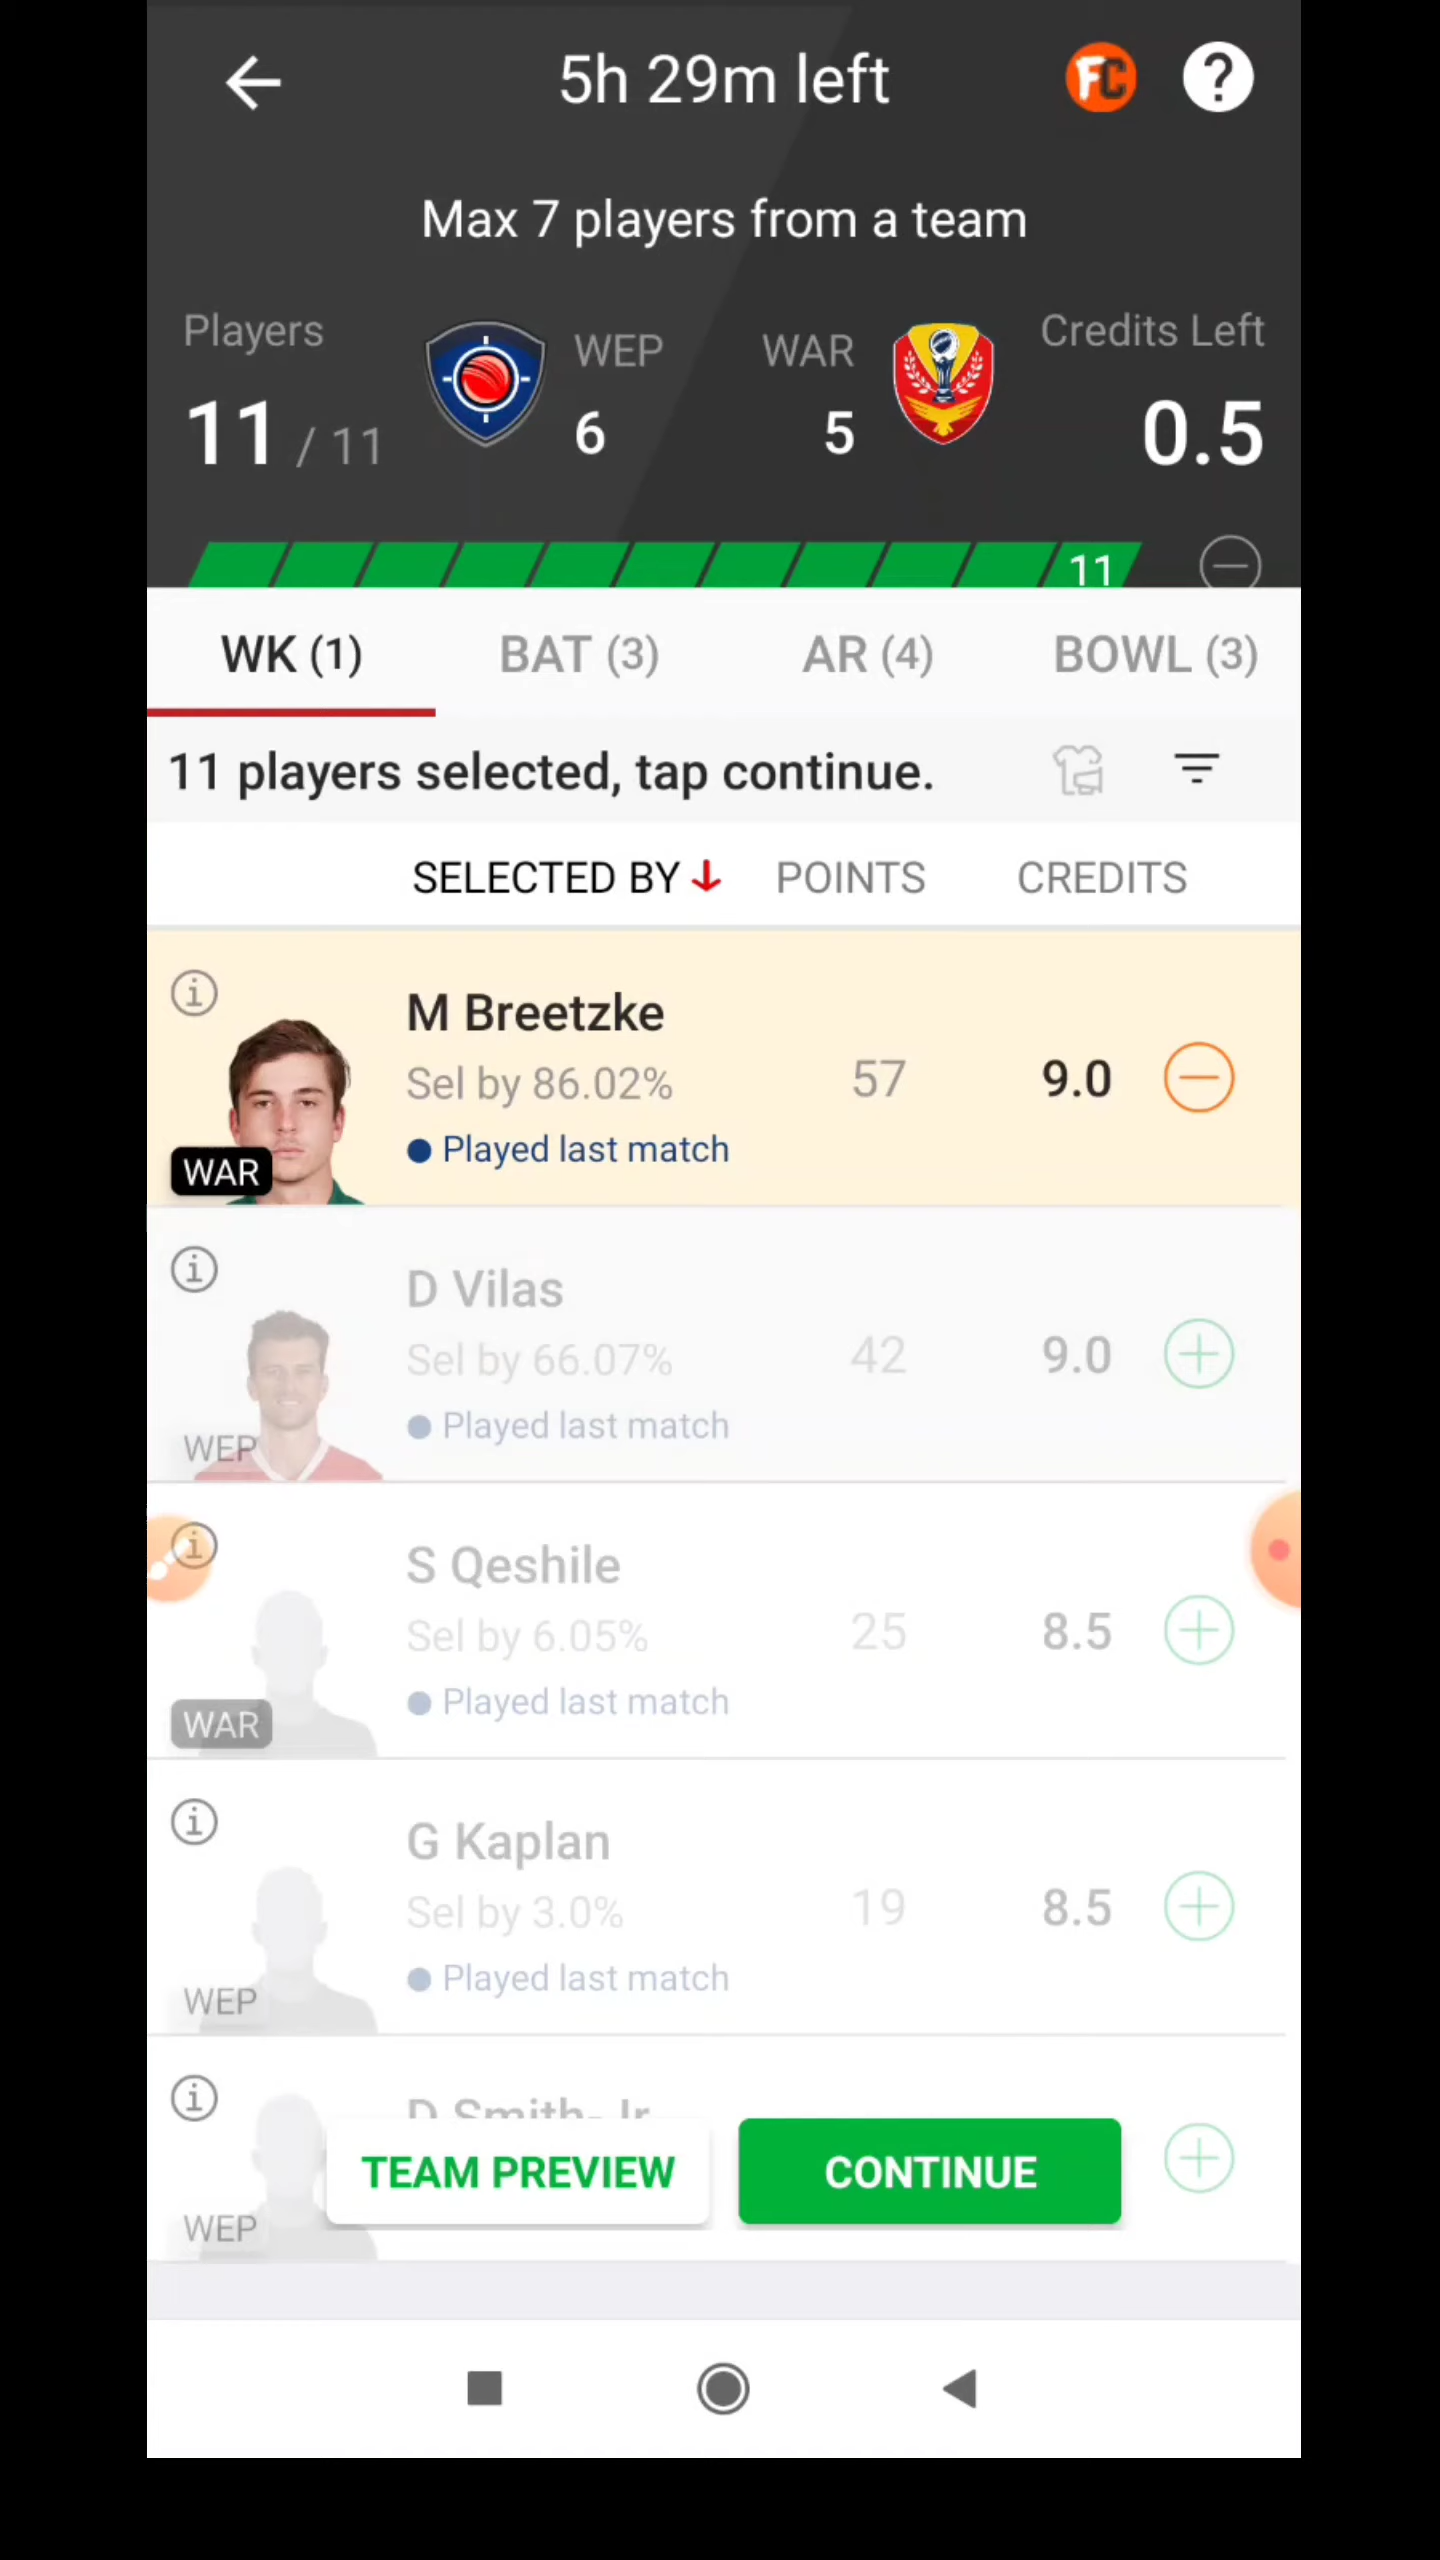 5h 29m left
FC
?
Max 7 players from a team
Players
WEP
WAR
Credits Left
11 / 11
6
5
0.5
11
WK (1)
BAT (3)
AR (4)
BOWL (3)
11 players selected, tap continue.
SELECTED BY
POINTS
CREDITS
M Breetzke
Sel by 86.02%
57
9.0
Played last match
WAR
D Vilas
Sel by 66.07%
42
9.0
Played last match
WEP
S Qeshile
Sel by 6.05%
25
8.5
Played last match
WAR
G Kaplan
Sel by 3.0%
19
8.5
Played last match
WEP
D Smith- Jr
TEAM PREVIEW
CONTINUE
WEP